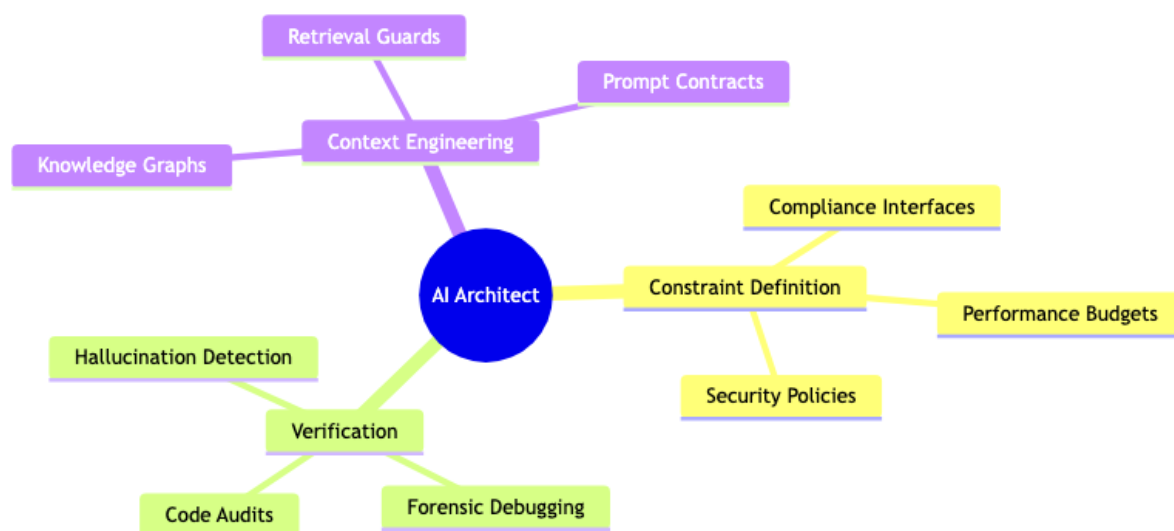 Retrieval Guards
Prompt Contracts
Context Engineering
Knowledge Graphs
Compliance Interfaces
AI Architect
Constraint Definition
Performance Budgets
Hallucination Detection
Security Policies
Verification
Code Audits
Forensic Debugging